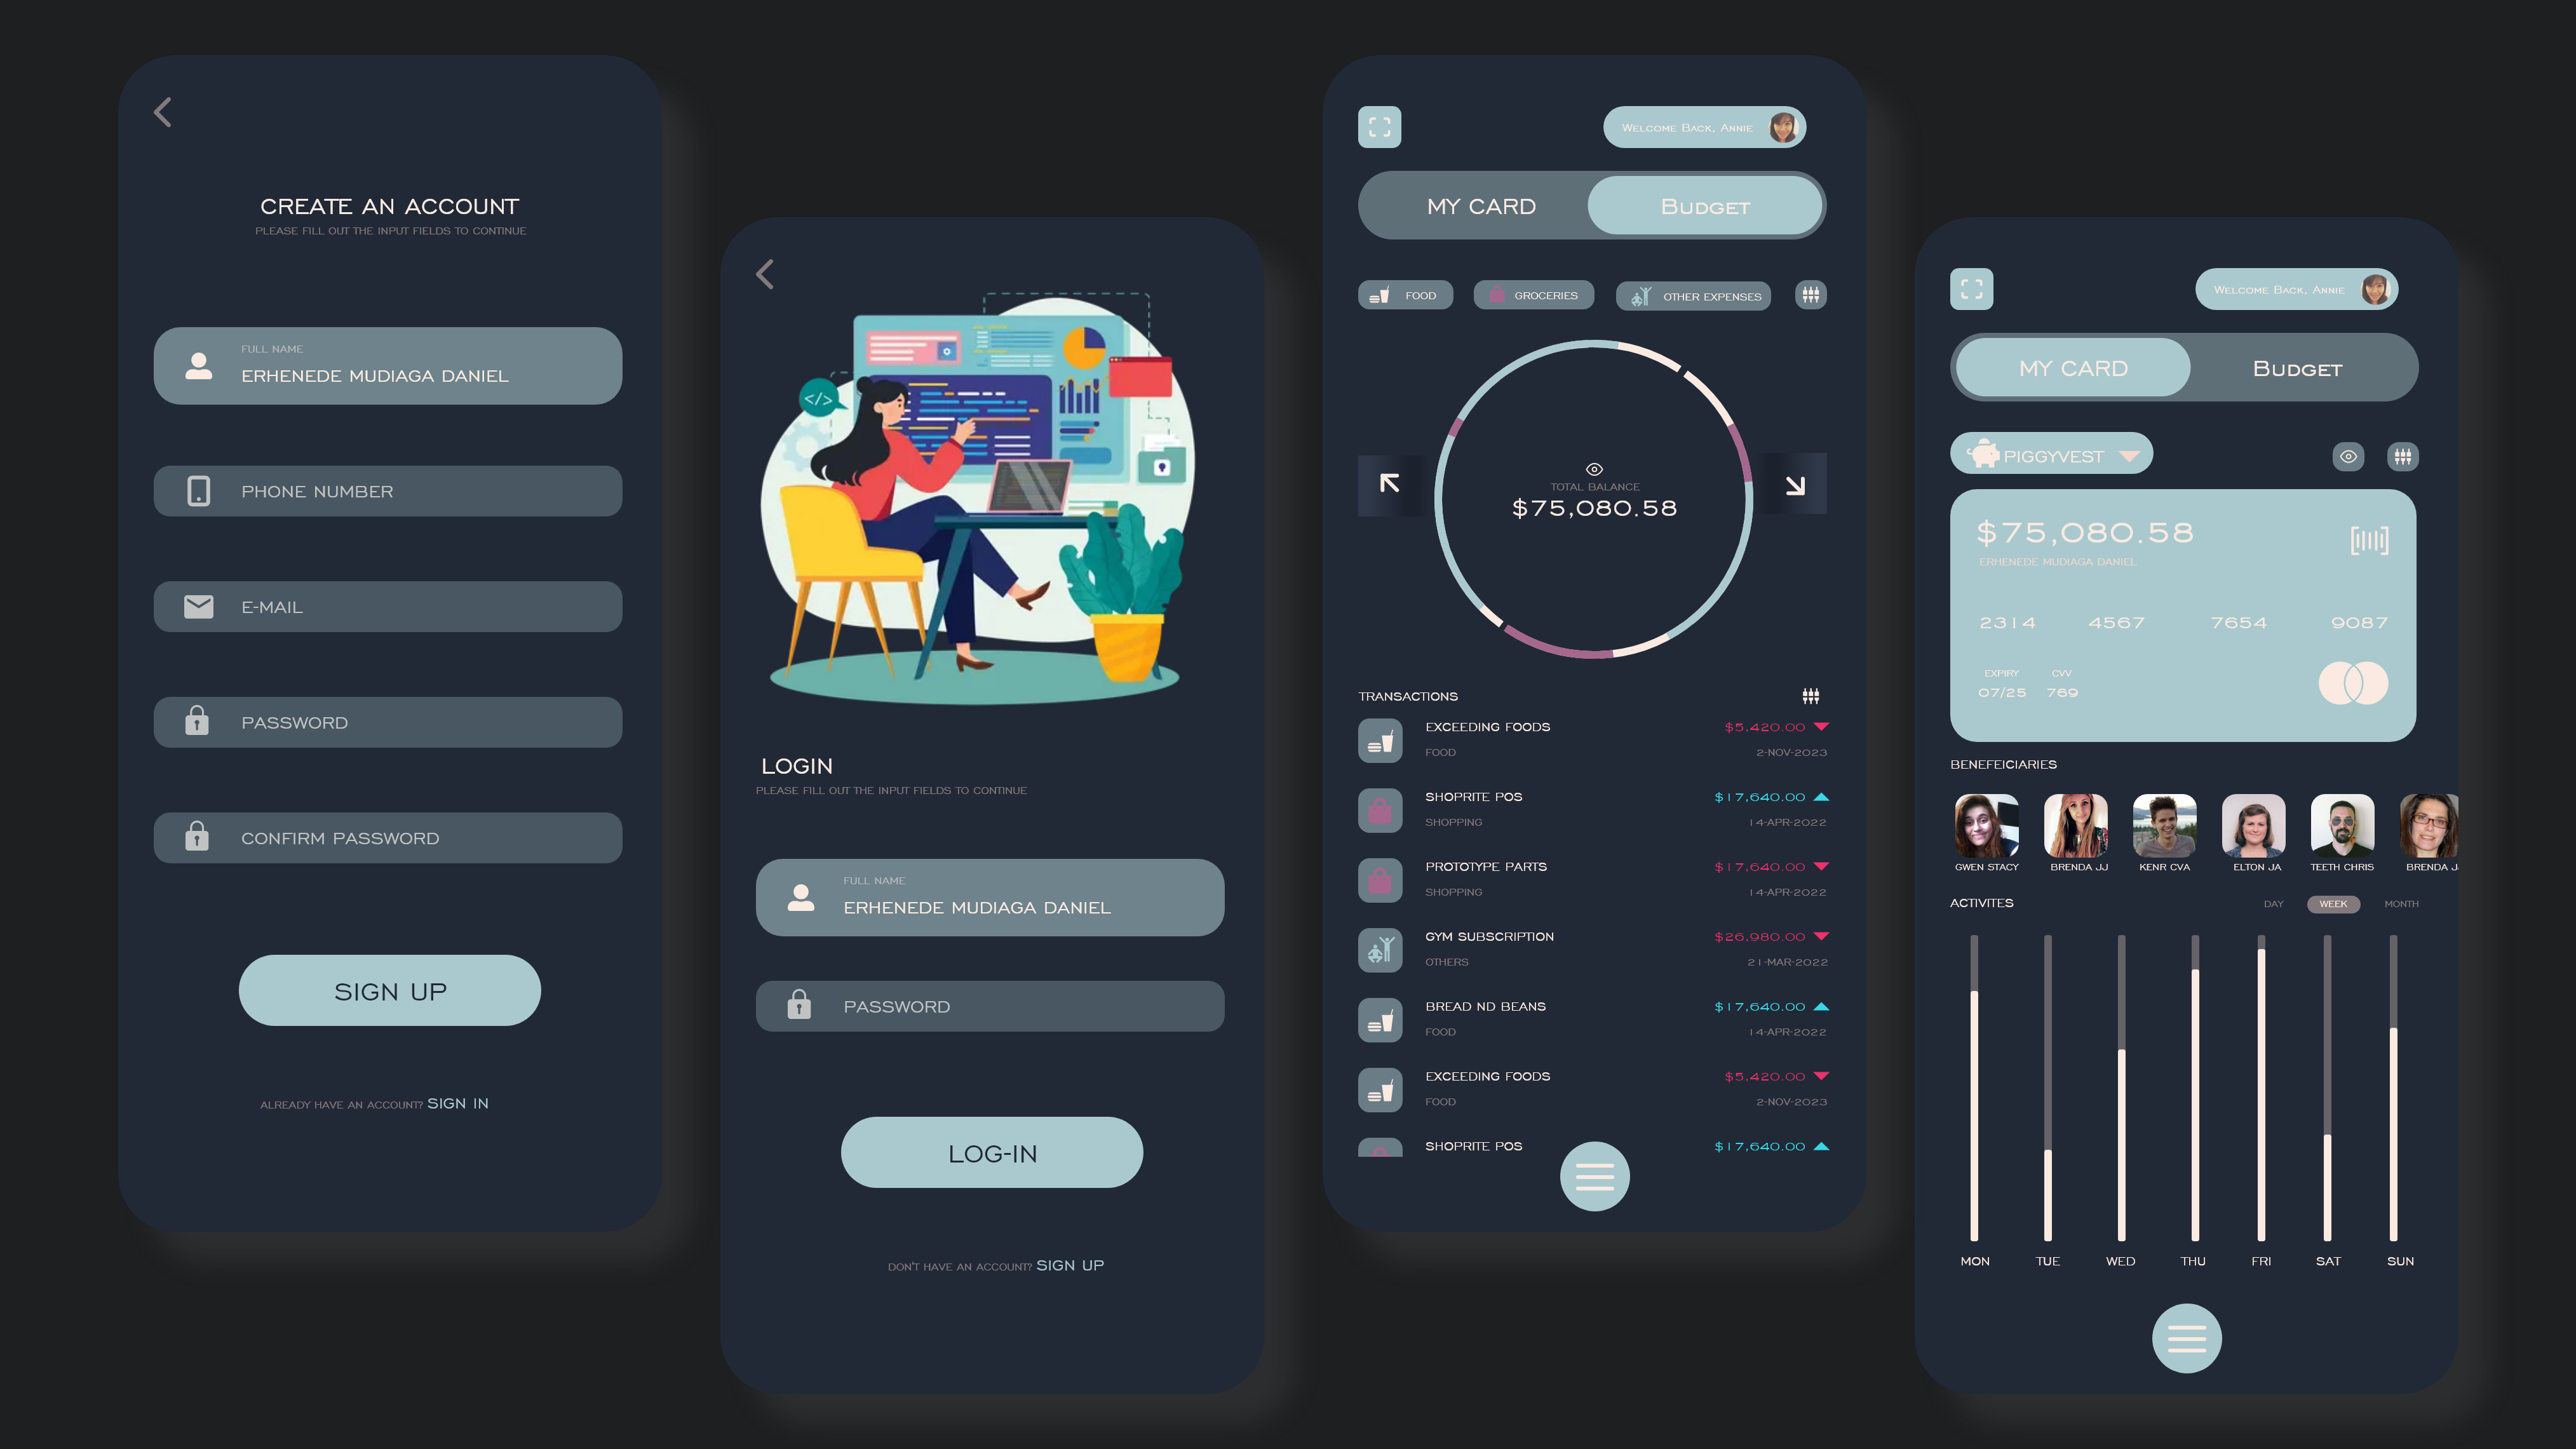 CREATE AN ACCOUNT
PLEASE FILL OUT THE INPUT FIELDS TO CONTINUE
FULL NAME
ERHENEDE MUDIAGA DANIEL
PHONE NUMBER
E-MAIL
PASSWORD
CONFIRM PASSWORD
SIGN UP
ALREADY HAVE AN ACCOUNT? SIGN IN
</>
LOGIN
PLEASE FILL OUT THE INPUT FIELDS TO CONTINUE
FULL NAME
ERHENEDE MUDIAGA DANIEL
PASSWORD
LOG-IN
DON'T HAVE AN ACCOUNT? SIGN UP
Welcome Back, Annie
MY CARD Budget
FOOD GROCERIES OTHER EXPENSES
TOTAL BALANCE
$75,080.58
TRANSACTIONS
EXCEEDING FOODS $5,420.00
FOOD 2-NOV-2023
SHOPRITE POS $17,640.00
SHOPPING 14-APR-2022
PROTOTYPE PARTS $17,640.00
SHOPPING 14-APR-2022
GYM SUBSCRIPTION $26,980.00
OTHERS 21-MAR-2022
BREAD ND BEANS $17,640.00
FOOD 14-APR-2022
EXCEEDING FOODS $5,420.00
FOOD 2-NOV-2023
SHOPRITE POS $17,640.00
Welcome Back, Annie
MY CARD Budget
PIGGYVEST
$75,080.58
ERHENEDE MUDIAGA DANIEL
2314 4567 7654 9087
EXPIRY CVV
07/25 769
BENEFEICIARIES
GWEN STACY BRENDA JJ KENR CVA ELTON JA TEETH CHRIS BRENDA J
ACTIVITES DAY WEEK MONTH
MON TUE WED THU FRI SAT SUN